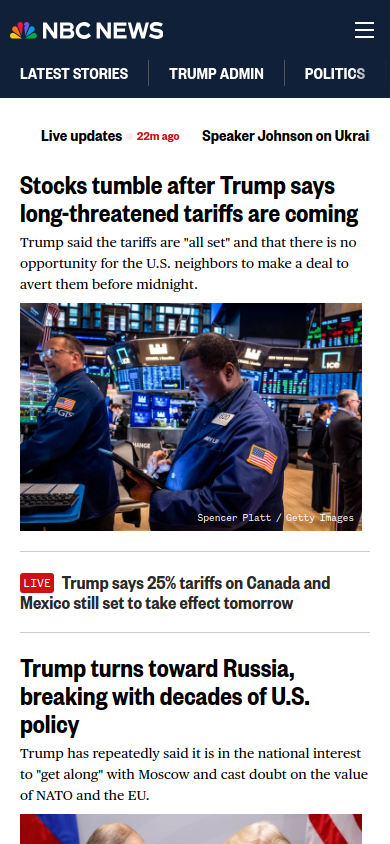 NBC NEWS
LATEST STORIES
TRUMP ADMIN
POLITICS
Live updates 22m ago Speaker Johnson on Ukrai
Stocks tumble after Trump says
long-threatened tariffs are coming
Trump said the tariffs are "all set" and that there is no
opportunity for the U.S. neighbors to make a deal to
avert them before midnight.
ICE
Spencer Platt / Getty Images
LIVE Trump says 25% tariffs on Canada and
Mexico still set to take effect tomorrow
Trump turns toward Russia,
breaking with decades of U.S.
policy
Trump has repeatedly said it is in the national interest
to "get along" with Moscow and cast doubt on the value
of NATO and the EU.